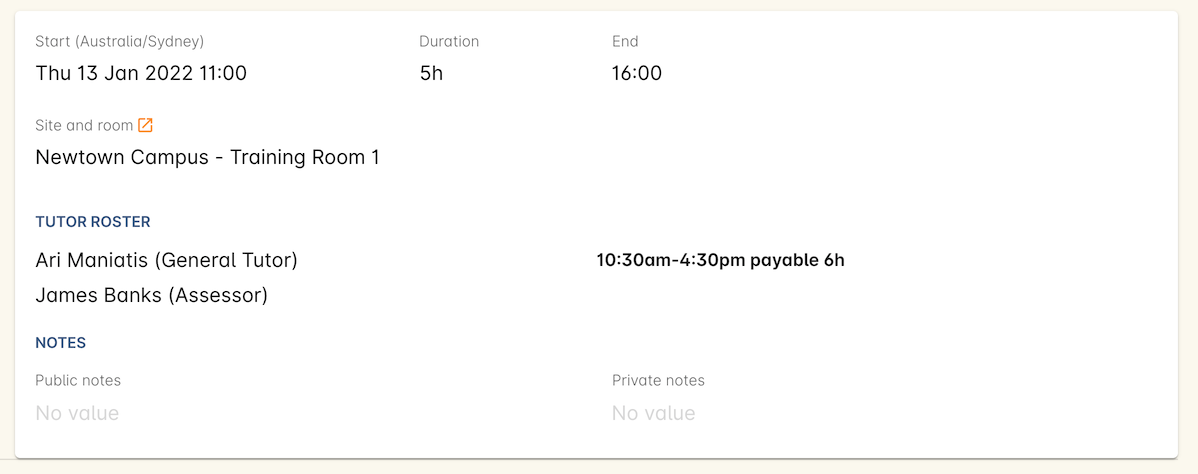 Start (Australia/Sydney) Duration End
Thu 13 Jan 2022 11:00 5h 16:00
Site and room
Newtown Campus - Training Room 1
TUTOR ROSTER
Ari Maniatis (General Tutor) 10:30am-4:30pm payable 6h
James Banks (Assessor)
NOTES
Public notes Private notes
No value No value